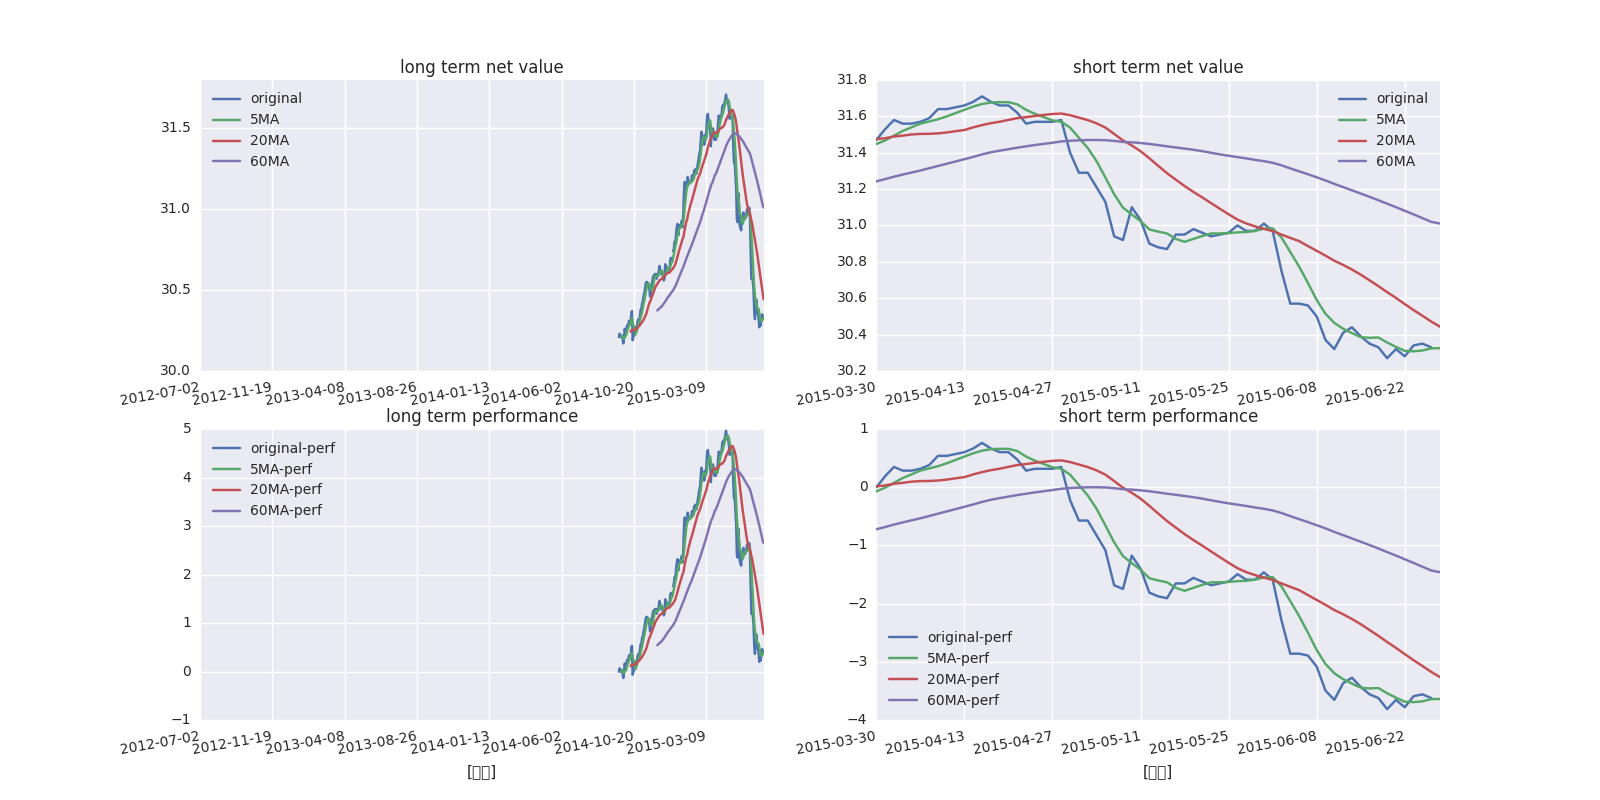 long term net value
31.5
31.0
30.5
30.0
original
5MA
20MA
60MA
2012-07-02
2012-11-19
2013-04-08
2013-08-26
2014-01-13
2014-06-02
2014-10-20
2015-03-09
short term net value
31.8
31.6
31.4
31.2
31.0
30.8
30.6
30.4
30.2
original
5MA
20MA
60MA
2015-03-30
2015-04-13
2015-04-27
2015-05-11
2015-05-25
2015-06-08
2015-06-22
long term performance
5
4
3
2
1
0
−1
original-perf
5MA-perf
20MA-perf
60MA-perf
2012-07-02
2012-11-19
2013-04-08
2013-08-26
2014-01-13
2014-06-02
2014-10-20
2015-03-09
short term performance
1
0
−1
−2
−3
−4
original-perf
5MA-perf
20MA-perf
60MA-perf
2015-03-30
2015-04-13
2015-04-27
2015-05-11
2015-05-25
2015-06-08
2015-06-22